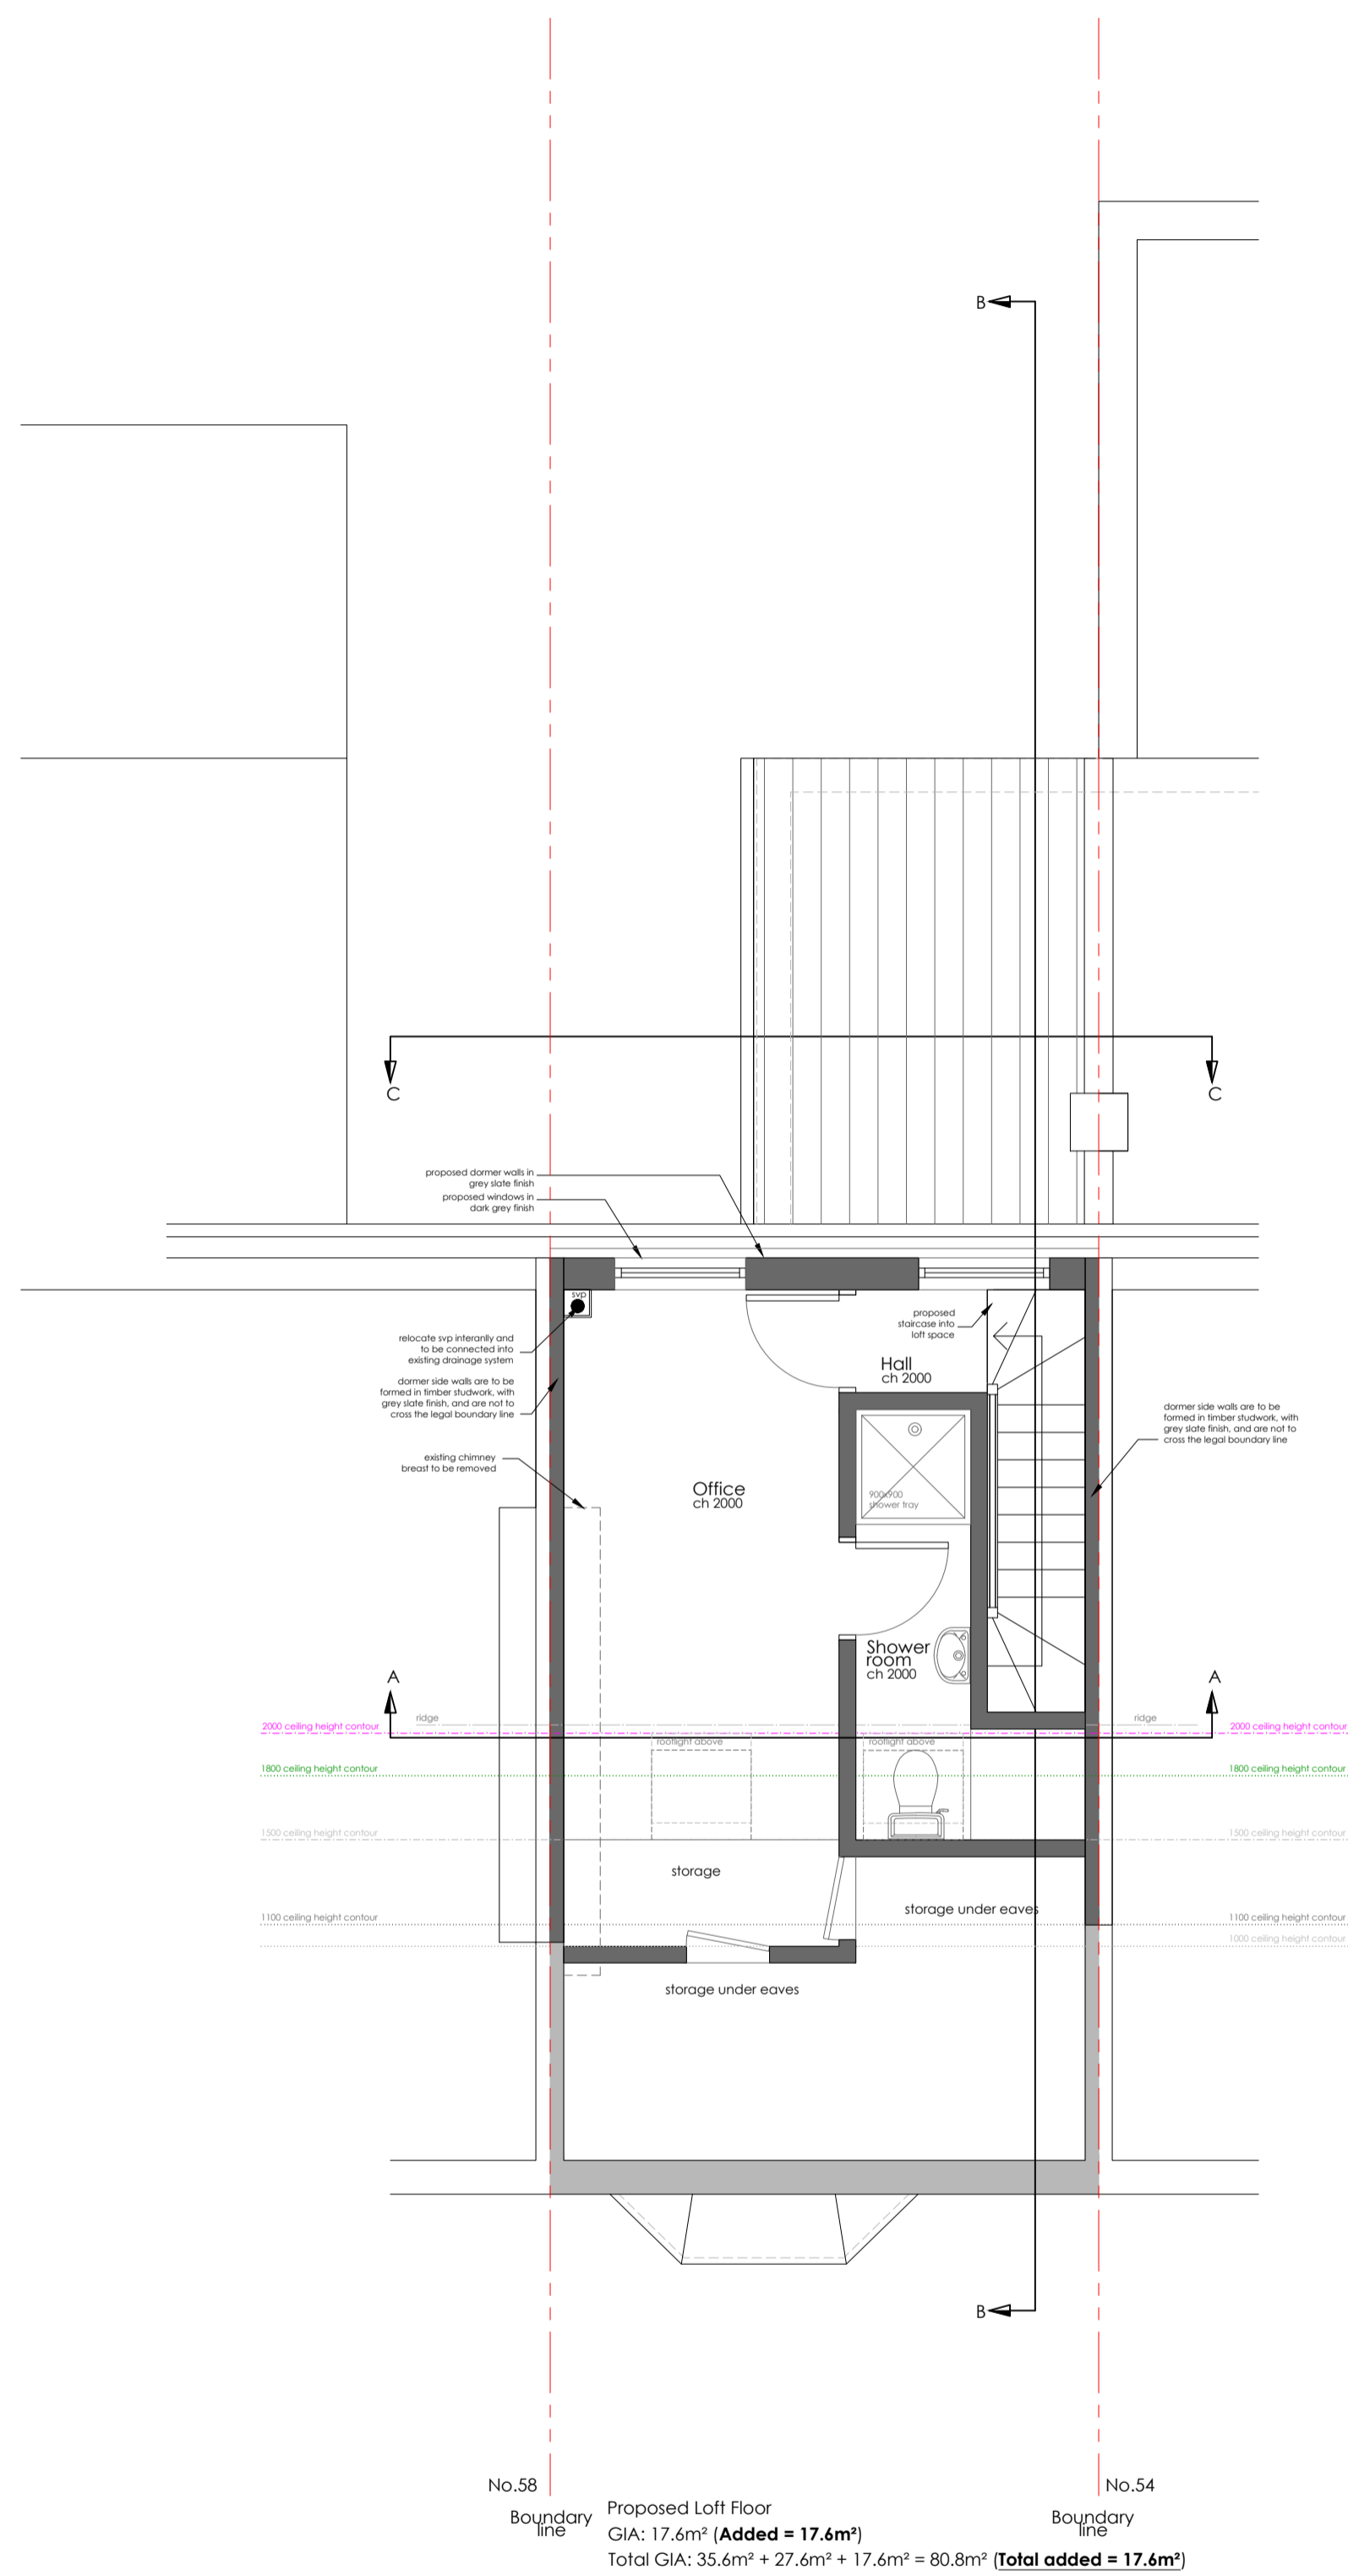 B
C
C
proposed dormer walls in
grey slate finish
proposed windows in
dark grey finish
svp
relocate svp interanlly and
to be connected into
existing drainage system
dormer side walls are to be
formed in timber studwork, with
grey slate finish, and are not to
cross the legal boundary line
existing chimney
breast to be removed
proposed
staircase into
loft space
Hall
ch 2000
dormer side walls are to be
formed in timber studwork, with
grey slate finish, and are not to
cross the legal boundary line
Office
ch 2000
900x900
shower tray
Shower
room
ch 2000
A
A
ridge
ridge
2000 ceiling height contour
2000 ceiling height contour
rooflight above
rooflight above
1800 ceiling height contour
1800 ceiling height contour
1500 ceiling height contour
1500 ceiling height contour
storage
storage under eaves
1100 ceiling height contour
1100 ceiling height contour
1000 ceiling height contour
storage under eaves
B
No.58
No.54
Boundary
line
Boundary
line
Proposed Loft Floor
GIA: 17.6m² (Added = 17.6m²)
Total GIA: 35.6m² + 27.6m² + 17.6m² = 80.8m² (Total added = 17.6m²)